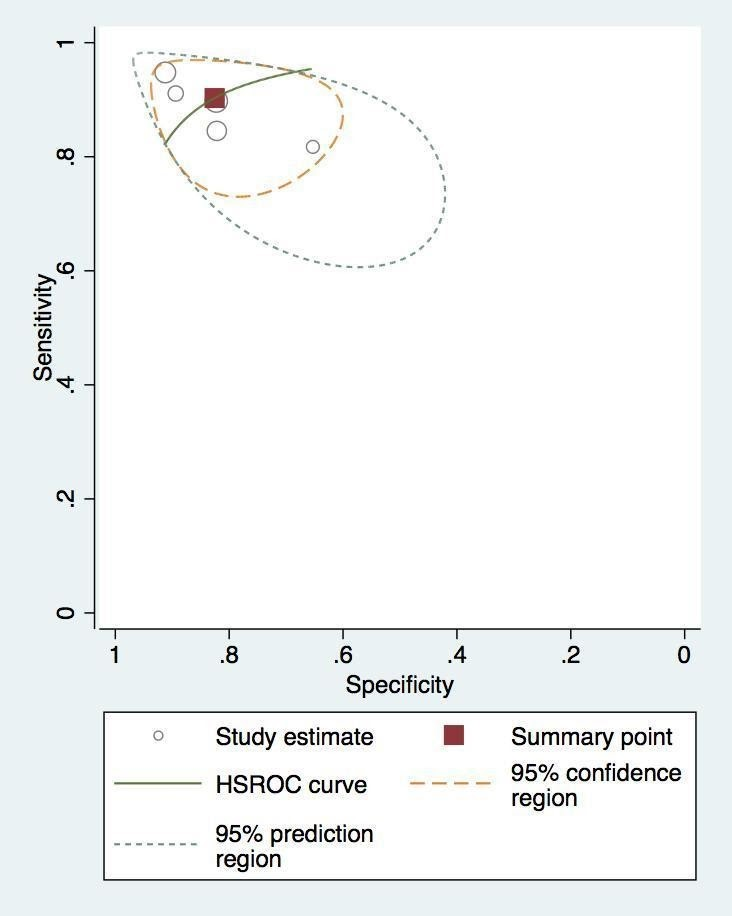 1
.8
.6
.4
.2
0
Sensitivity
1 .8 .6 .4 .2 0
Specificity
Study estimate Summary point
HSROC curve 95% confidence
region
95% prediction
region